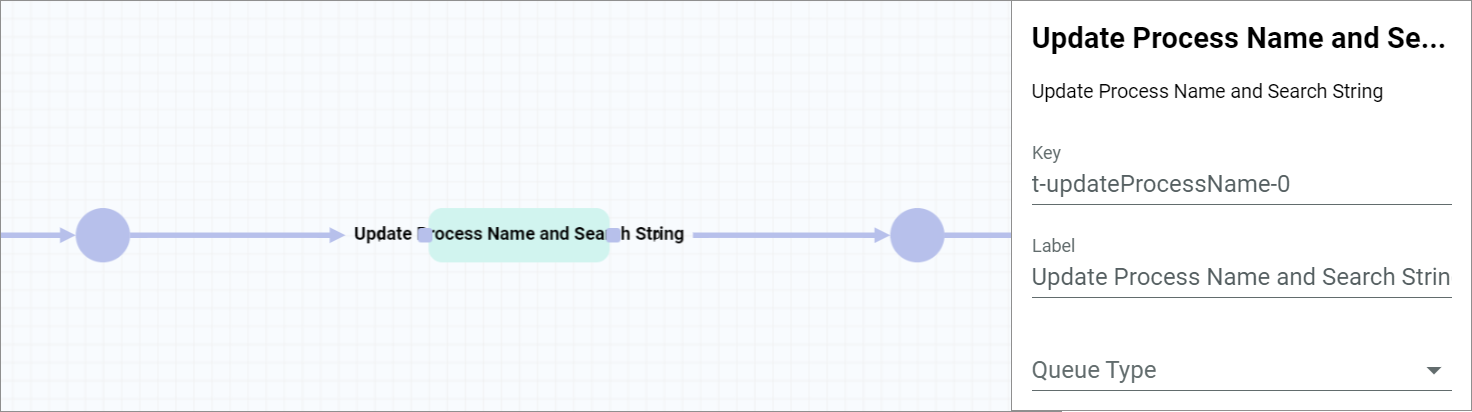 Update Process Name and Search String
Update Process Name and Se...
Update Process Name and Search String
Key
t-updateProcessName-0
Label
Update Process Name and Search Strin
Queue Type